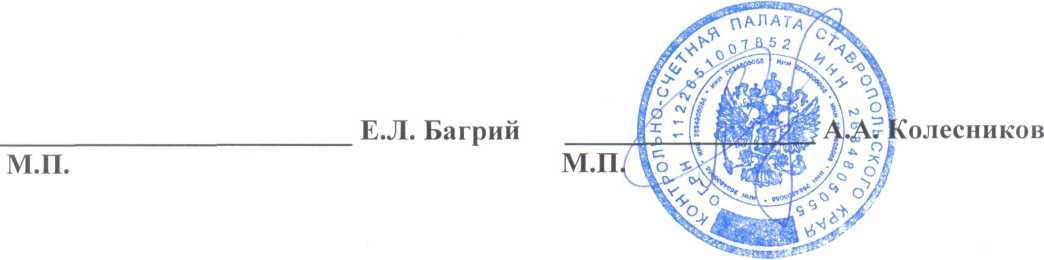 Е.Л. Багрий
А.А. Колесников
М.П.
М.П.
КОНТРОЛЬНО-СЧЕТНАЯ ПАЛАТА СТАВРОПОЛЬСКОГО КРАЯ
ОГРН 1122651007852 ИНН 2634805055